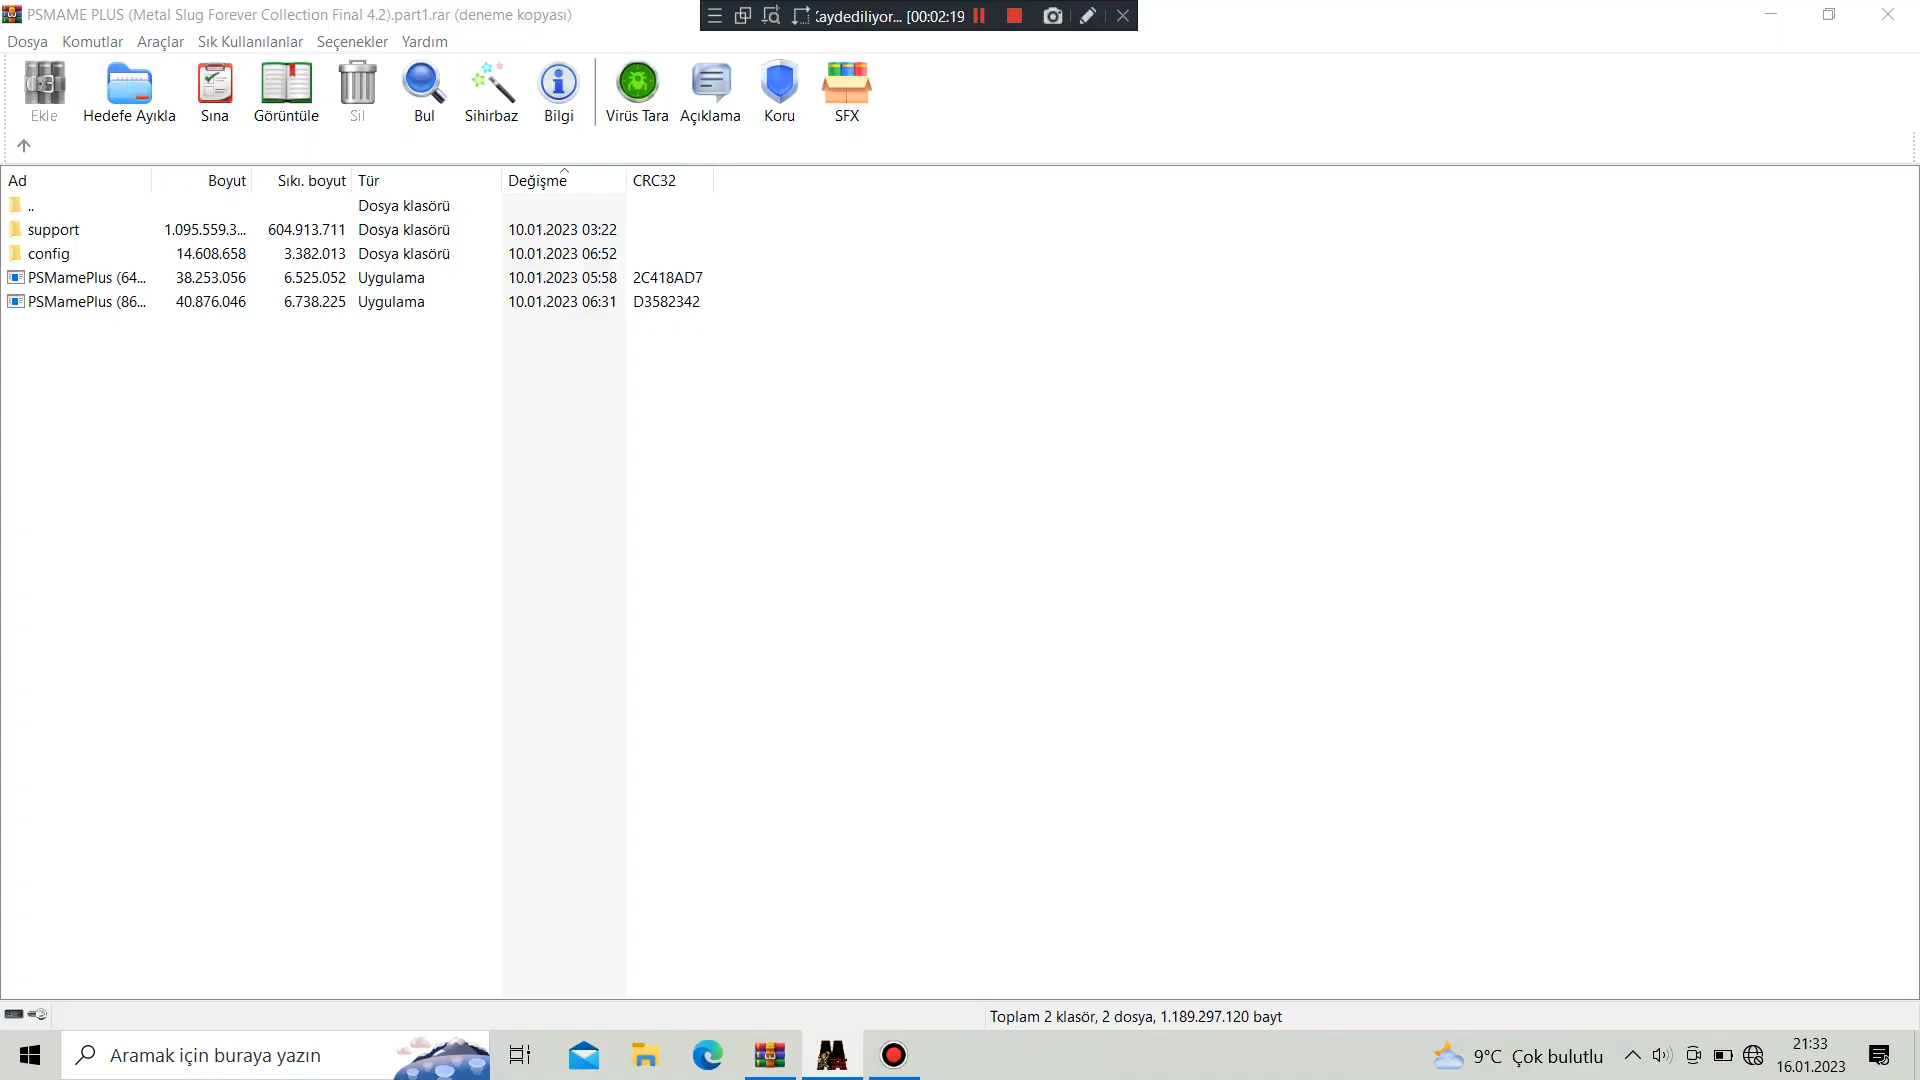 PSMAME PLUS (Metal Slug Forever Collection Final 4.2).part1.rar (deneme kopyası)
Kaydediliyor... [00:02:19
Dosya Komutlar Araçlar Sık Kullanılanlar Seçenekler Yardım
Ekle Hedefe Ayıkla Sına Görüntüle Sil Bul Sihirbaz Bilgi Virüs Tara Açıklama Koru SFX
Ad Boyut Sıkı. boyut Tür Değişme CRC32
.. Dosya klasörü
support 1.095.559.3... 604.913.711 Dosya klasörü 10.01.2023 03:22
config 14.608.658 3.382.013 Dosya klasörü 10.01.2023 06:52
PSMamePlus (64... 38.253.056 6.525.052 Uygulama 10.01.2023 05:58 2C418AD7
PSMamePlus (86... 40.876.046 6.738.225 Uygulama 10.01.2023 06:31 D3582342
Toplam 2 klasör, 2 dosya, 1.189.297.120 bayt
Aramak için buraya yazın
9°C Çok bulutlu
21:33
16.01.2023